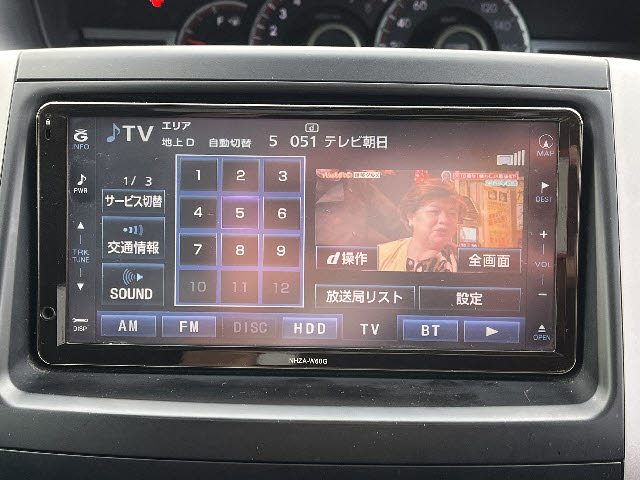 INFO
PWR
TRK
TUNE
DISP
TV エリア
地上D 自動切替 5 051 テレビ朝日
1/3
サービス切替
交通情報
SOUND
1 2 3
4 5 6
7 8 9
10 11 12
d操作 全画面
放送局リスト 設定
AM FM DISC HDD TV BT
MAP
DEST
+
VOL
-
OPEN
NHZA-W60G